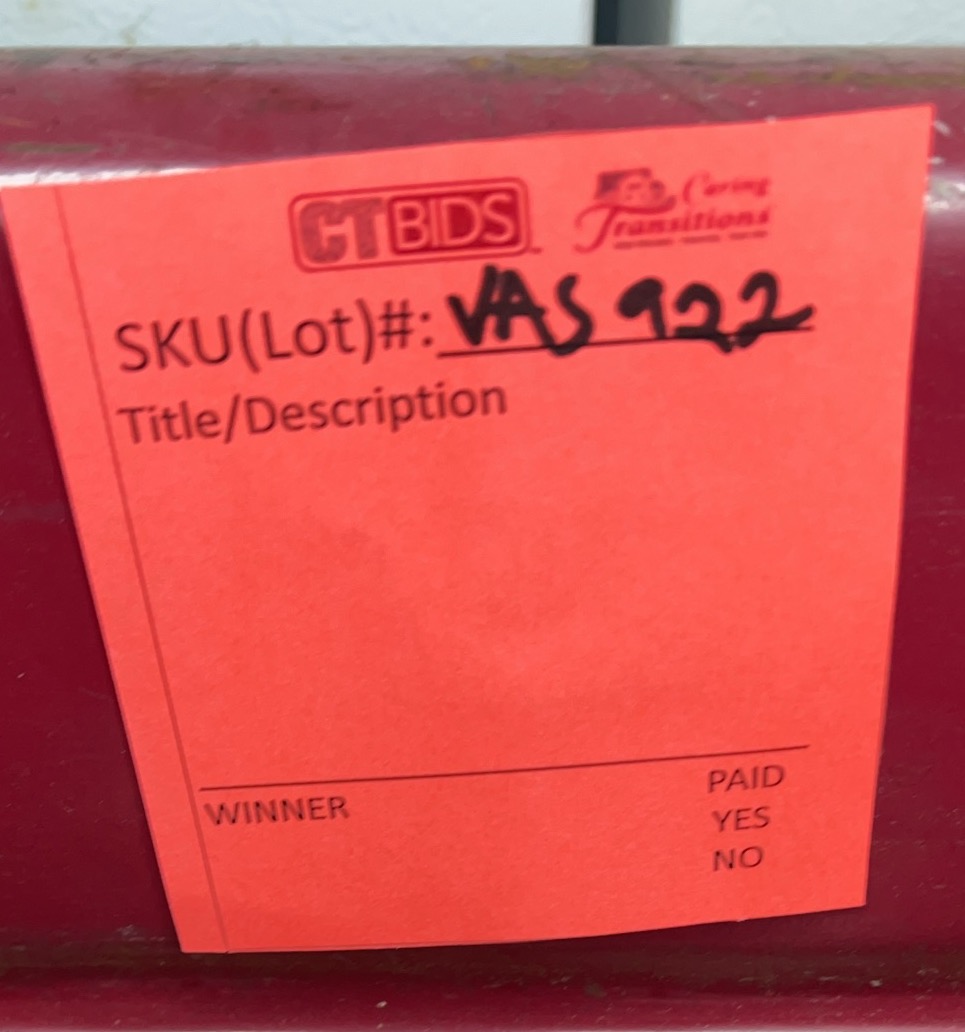 CTBIDS
Caring
Transitions
SKU(Lot)#: VAS 922
Title/Description
WINNER
PAID
YES
NO